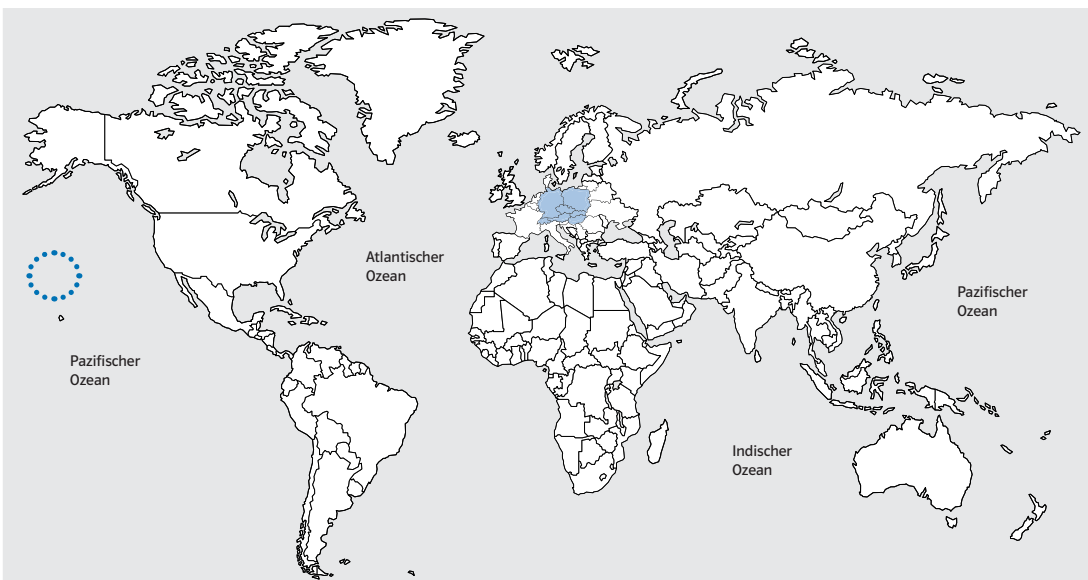 Atlantischer
Ozean
Pazifischer
Ozean
Pazifischer
Ozean
Indischer
Ozean